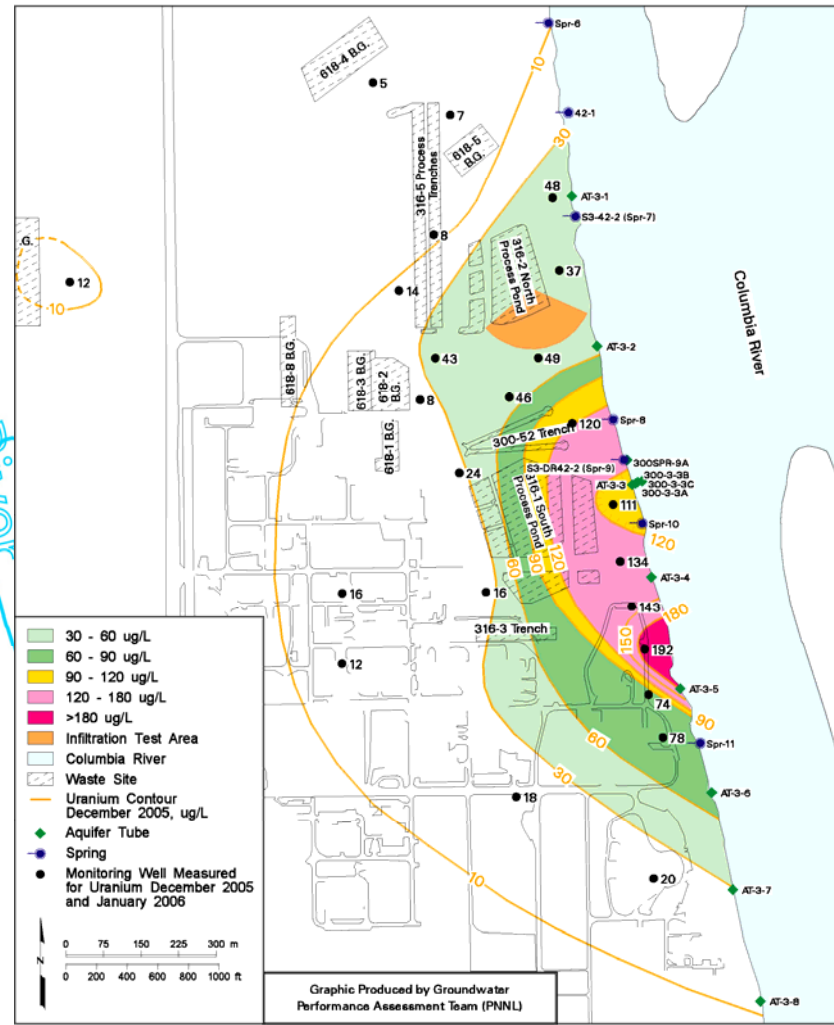 Spr-6
618-4 B.G.
5
10
42-1
7
30
618-5
B.G.
316-5 Process
Trenches
48
AT-3-1
S3-42-2 (Spr-7)
8
316-2 North
Process Pond
.G.
12
10
14
37
Columbia River
618-8 B.G.
618-3 B.G.
618-2
B.G.
43
49
AT-3-2
8
46
618-1 B.G.
300-52 Trench
120
Spr-8
24
S3-DR42-2 (Spr-9)
300SPR-9A
300-3-3B
300-3-3C
300-3-3A
AT-3-3
316-1 South
Process Pond
111
Spr-10
120
60
90
120
134
AT-3-4
16
16
143
180
150
316-3 Trench
192
12
AT-3-5
74
90
78
Spr-11
60
30
18
AT-3-6
10
20
AT-3-7
AT-3-8
30 - 60 ug/L
60 - 90 ug/L
90 - 120 ug/L
120 - 180 ug/L
>180 ug/L
Infiltration Test Area
Columbia River
Waste Site
Uranium Contour
December 2005, ug/L
Aquifer Tube
Spring
Monitoring Well Measured
for Uranium December 2005
and January 2006
N
0 75 150 225 300 m
0 200 400 600 800 1000 ft
Graphic Produced by Groundwater
Performance Assessment Team (PNNL)